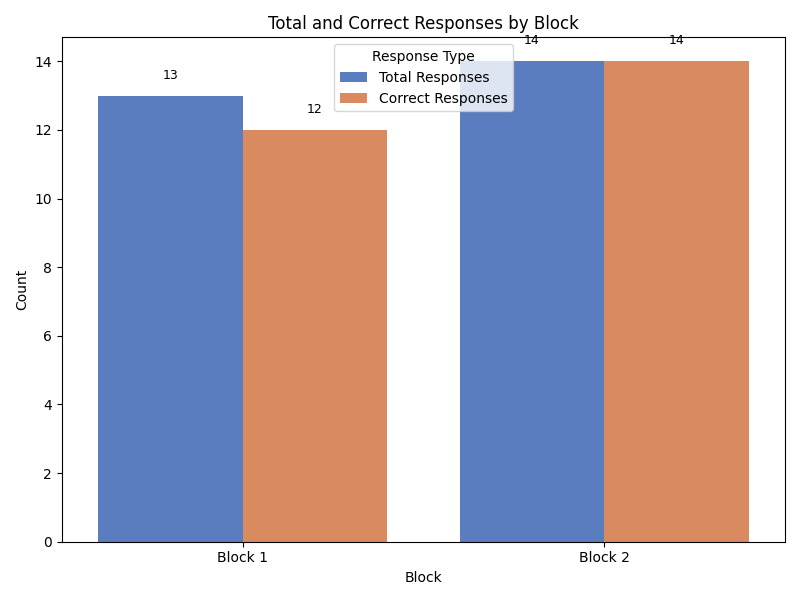 Total and Correct Responses by Block
Response Type
Total Responses
Correct Responses
13
12
14
14
Count
14
12
10
8
6
4
2
0
Block 1
Block 2
Block